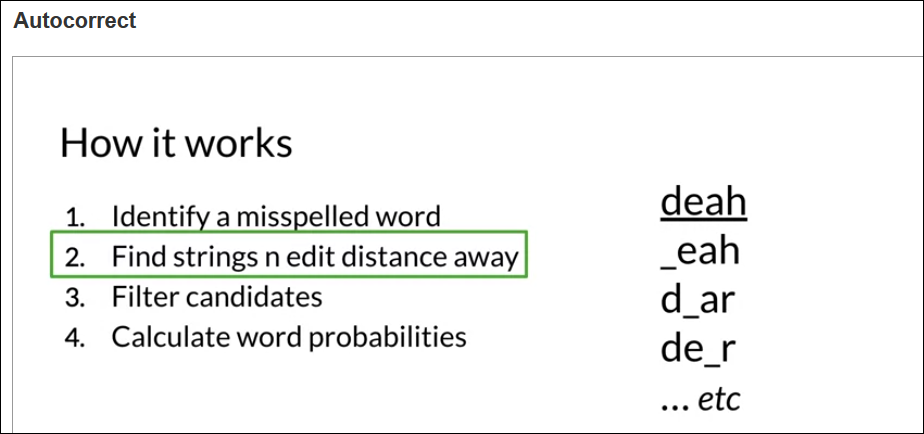 Autocorrect
How it works
1. Identify a misspelled word
2. Find strings n edit distance away
3. Filter candidates
4. Calculate word probabilities
deah
_eah
d_ar
de_r
... etc